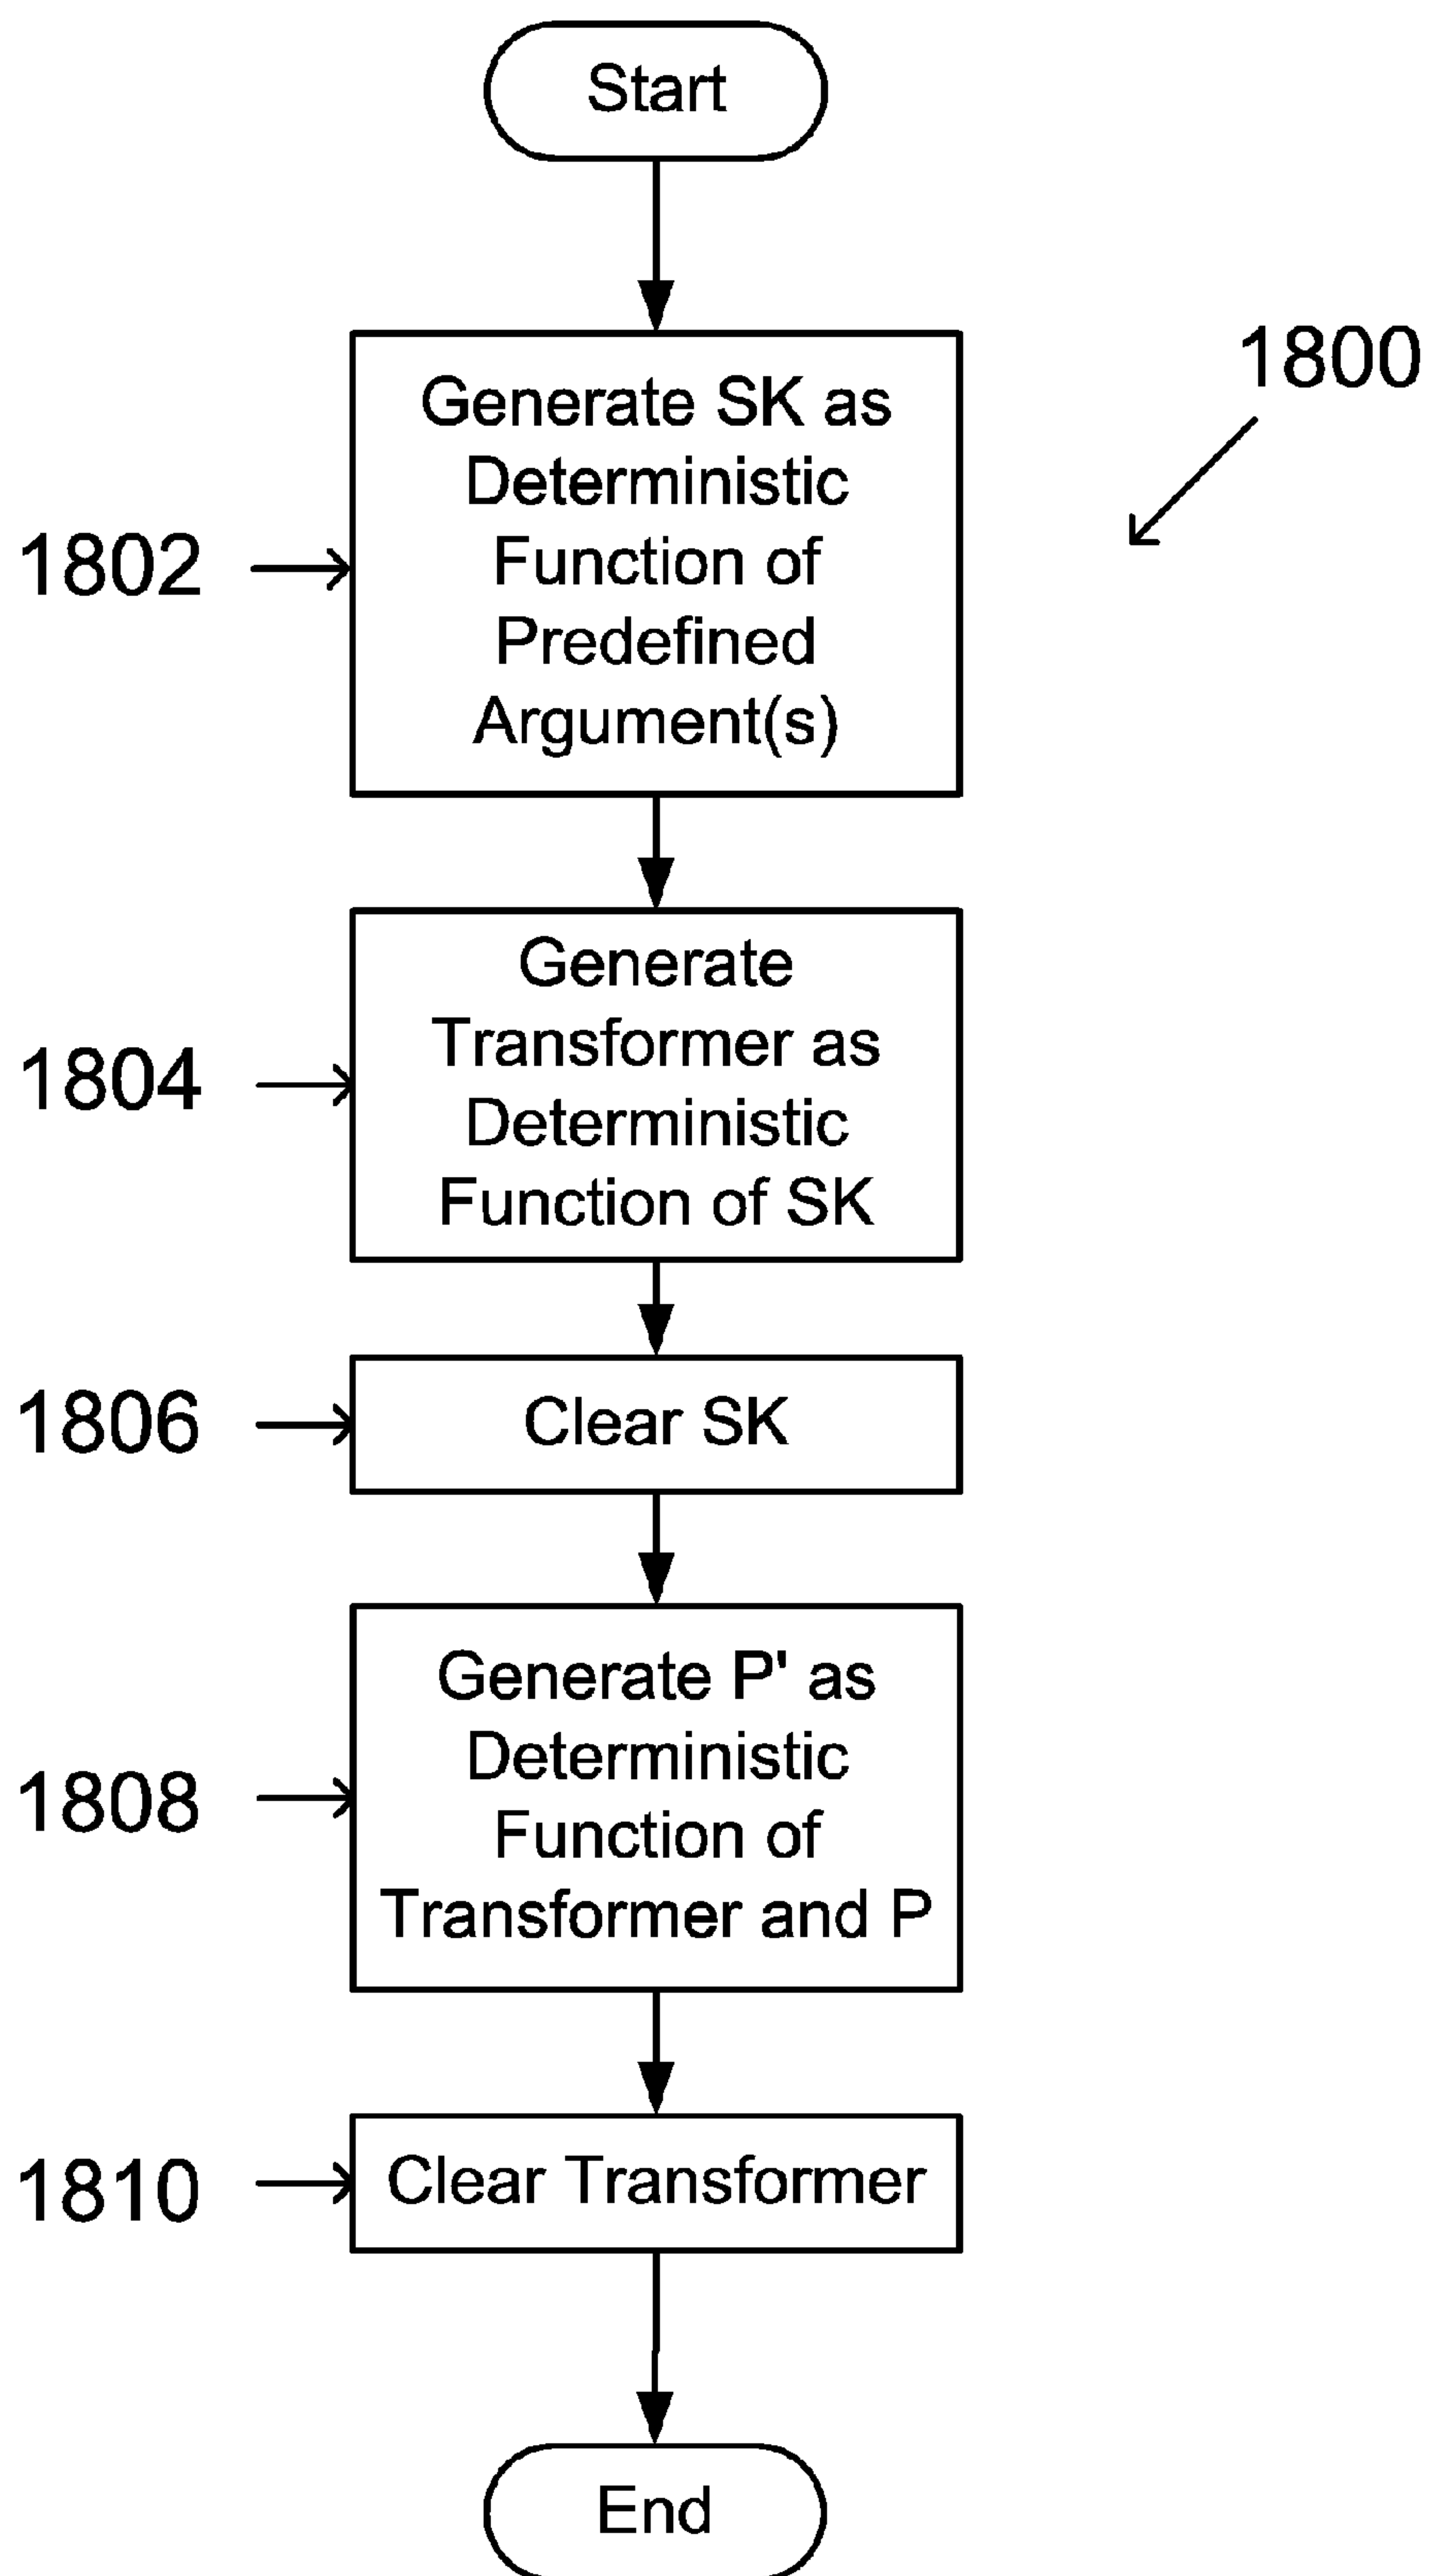 Start
1800
Generate SK as
Deterministic
Function of
Predefined
Argument(s)
1802
Generate
Transformer as
Deterministic
Function of SK
1804
Clear SK
1806
Generate P' as
Deterministic
Function of
Transformer and P
1808
Clear Transformer
1810
End